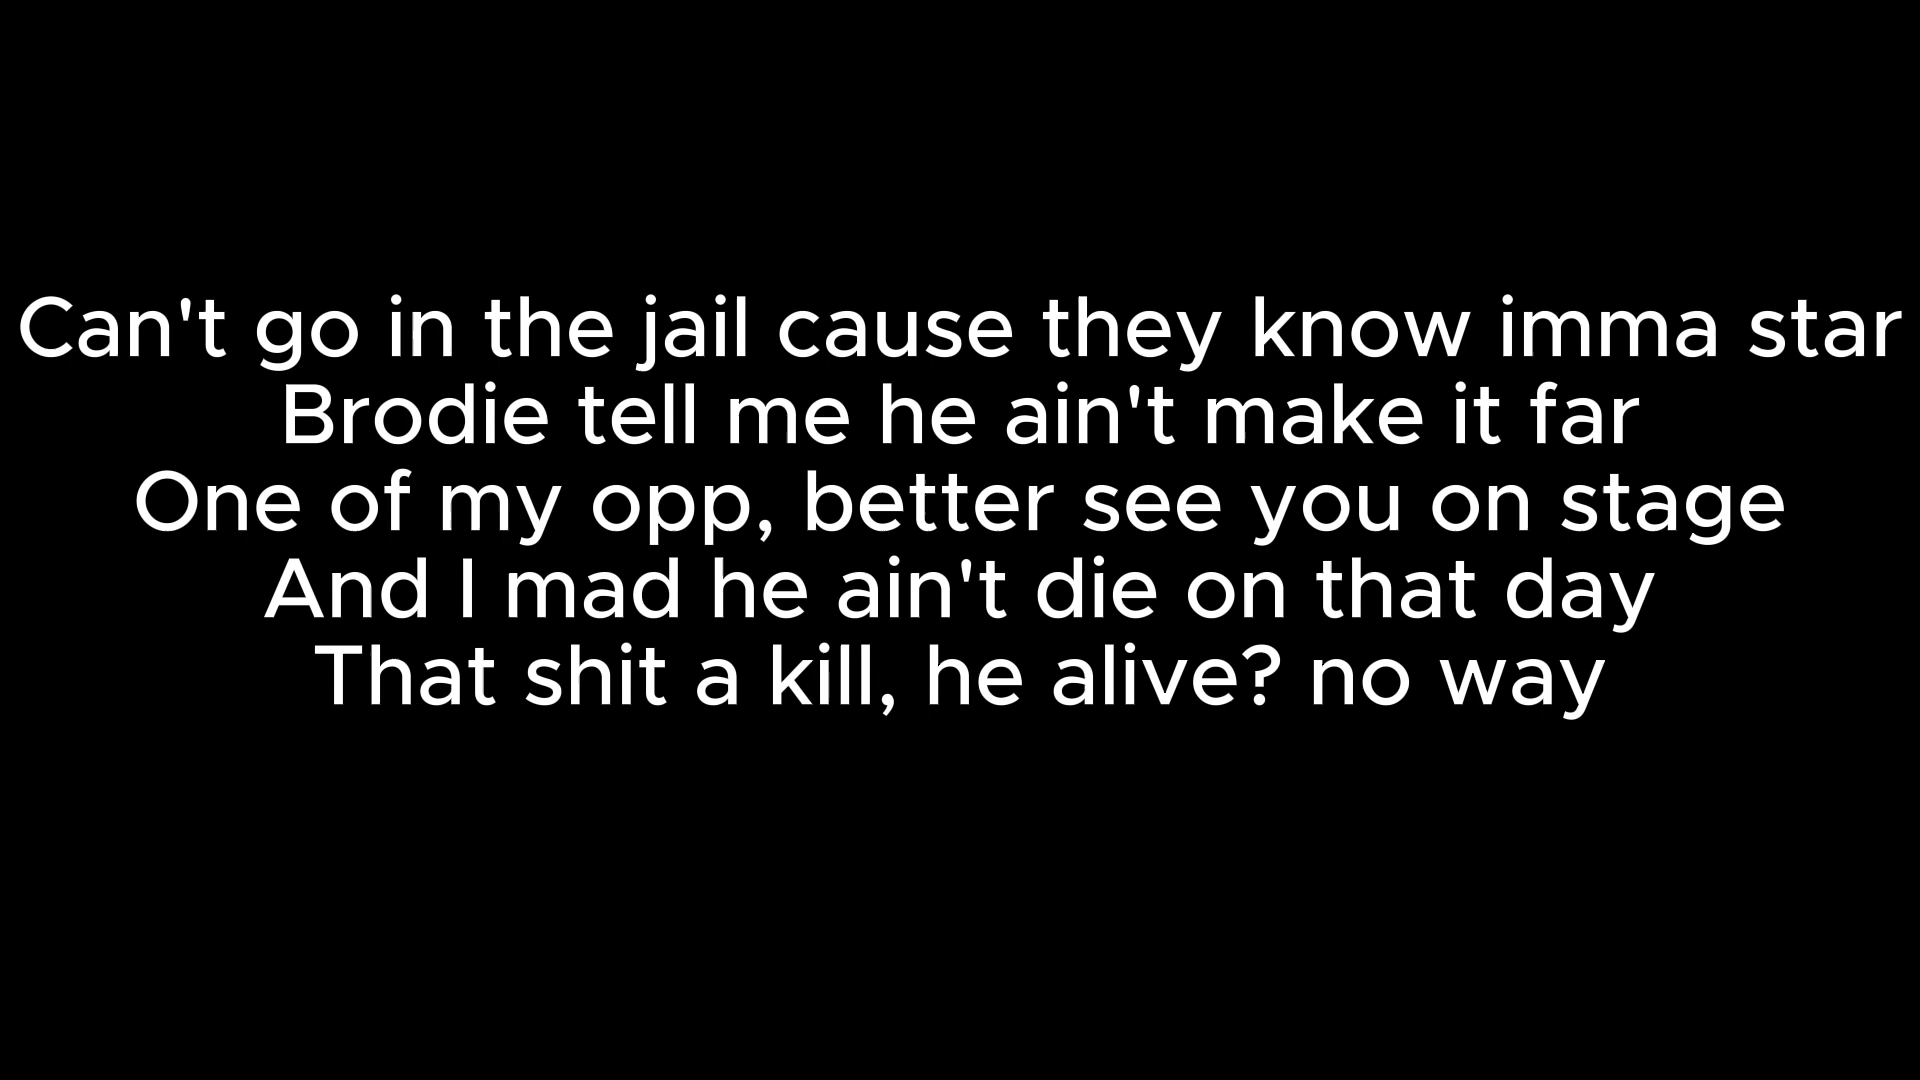 Can't go in the jail cause they know imma star
Brodie tell me he ain't make it far
One of my opp, better see you on stage
And I mad he ain't die on that day
That shit a kill, he alive? no way